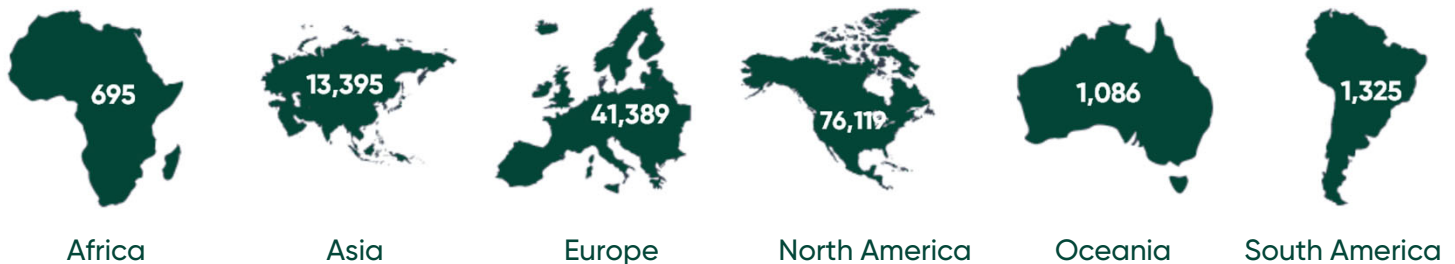 695
13,395
41,389
76,119
1,086
1,325
Africa
Asia
Europe
North America
Oceania
South America